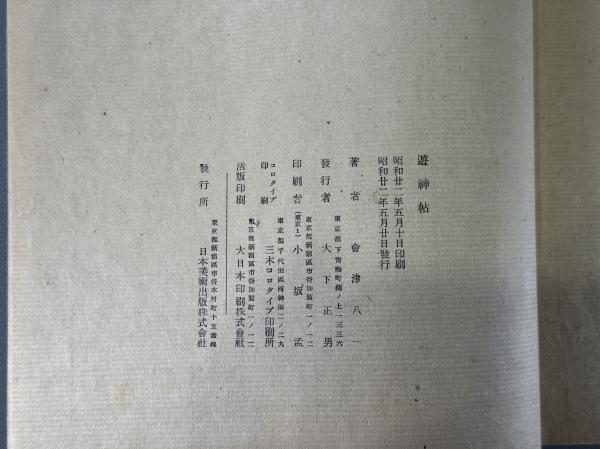 遊神帖
昭和廿二年五月十日印刷
昭和廿二年五月廿日發行
著者 會津八一
東京都下青梅町裏ノ上一三三六
發行者 大下正男
東京都新宿區市谷加賀町一ノ一二
印刷者 (東京1) 小坂孟
東京都千代田區西神田二ノ二九
コロタイプ印刷 三木コロタイプ印刷所
東京都新宿區市谷加賀町一ノ一二
活版印刷 大日本印刷株式會社
東京都新宿區市谷本村町十五番地
發行所 日本美術出版株式會社